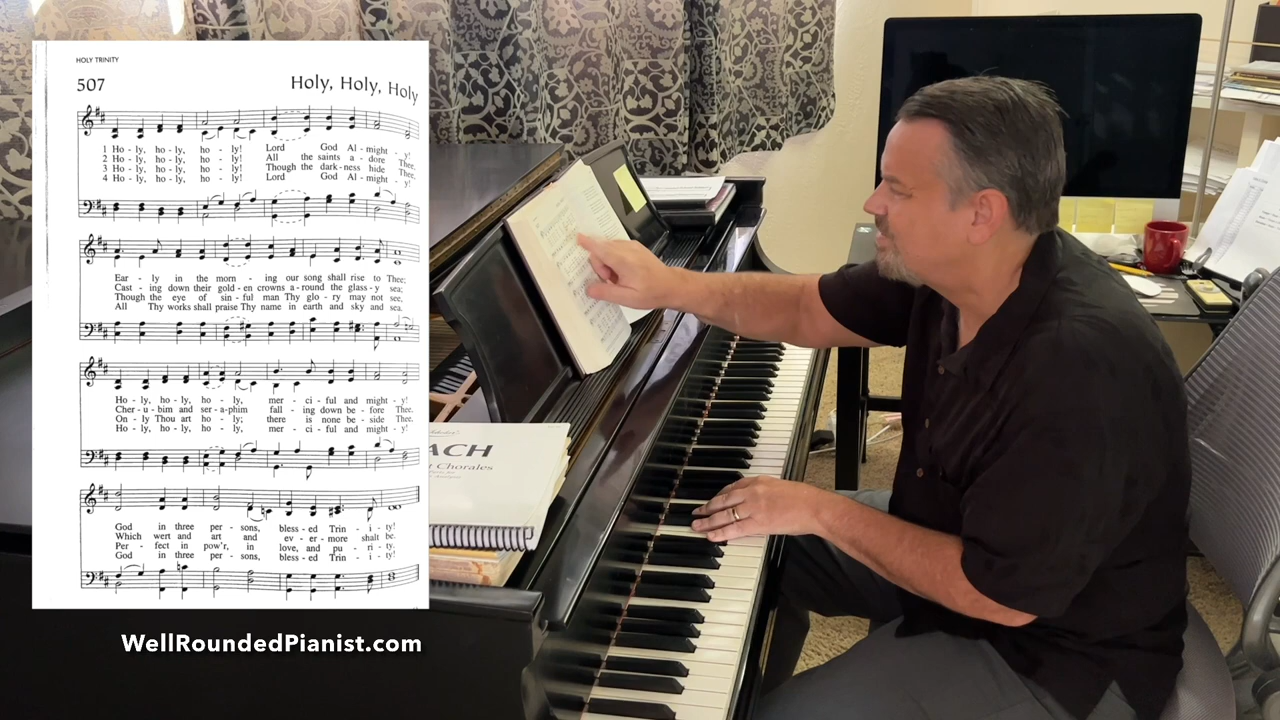 HOLY TRINITY
507
Holy, Holy, Holy
1 Ho - ly, ho - ly, ho - ly! Lord God Al - might - y!
2 Ho - ly, ho - ly, ho - ly! All the saints a - dore Thee,
3 Ho - ly, ho - ly, ho - ly! Though the dark - ness hide Thee,
4 Ho - ly, ho - ly, ho - ly! Lord God Al - might - y!
Ear - ly in the morn - ing our song shall rise to Thee;
Cast - ing down their gold - en crowns a - round the glass - y sea;
Though the eye of sin - ful man Thy glo - ry may not see,
All Thy works shall praise Thy name in earth and sky and sea.
Ho - ly, ho - ly, ho - ly, mer - ci - ful and might - y!
Cher - u - bim and ser - a - phim fall - ing down be - fore Thee.
On - ly Thou art ho - ly; there is none be - side Thee.
Ho - ly, ho - ly, ho - ly, mer - ci - ful and might - y!
God in three per - sons, bless - ed Trin - i - ty!
Which wert and art and ev - er - more shalt be.
Per - fect in pow'r, in love, and pu - ri - ty.
God in three per - sons, bless - ed Trin - i - ty!
ACH
Chorales
WellRoundedPianist.com